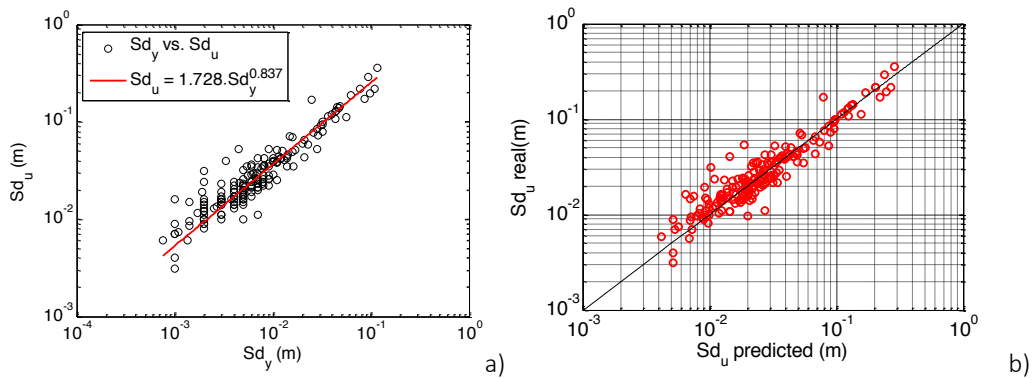 10^0
10^-1
10^-2
10^-3
Sd_u (m)
Sd_y vs. Sd_u
Sd_u = 1.728.Sd_y^0.837
10^-4 10^-3 10^-2 10^-1 10^0
Sd_y (m)
a)
10^0
10^-1
10^-2
10^-3
Sd_u real(m)
10^-3 10^-2 10^-1 10^0
Sd_u predicted (m)
b)